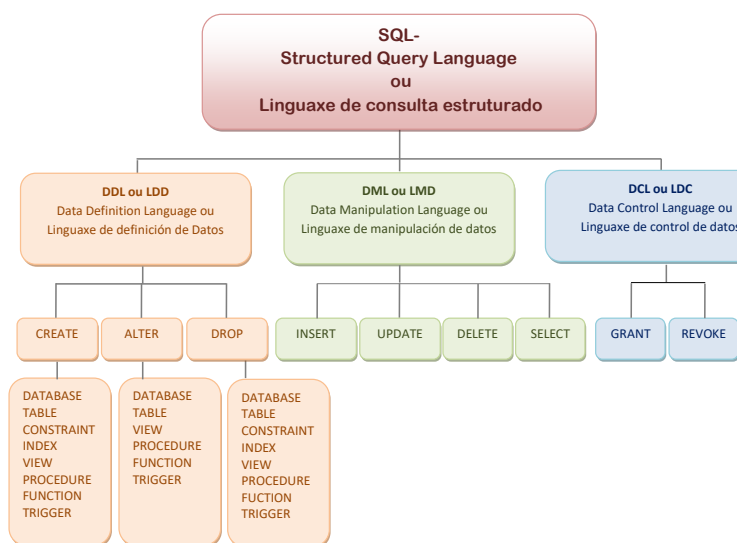 SQL-
Structured Query Language
ou
Linguaxe de consulta estruturado
DDL ou LDD
Data Definition Language ou
Linguaxe de definición de Datos
DML ou LMD
Data Manipulation Language ou
Linguaxe de manipulación de datos
DCL ou LDC
Data Control Language ou
Linguaxe de control de datos
CREATE
ALTER
DROP
INSERT
UPDATE
DELETE
SELECT
GRANT
REVOKE
DATABASE
TABLE
CONSTRAINT
INDEX
VIEW
PROCEDURE
FUNCTION
TRIGGER
DATABASE
TABLE
VIEW
PROCEDURE
FUNCTION
TRIGGER
DATABASE
TABLE
CONSTRAINT
INDEX
VIEW
PROCEDURE
FUCTION
TRIGGER